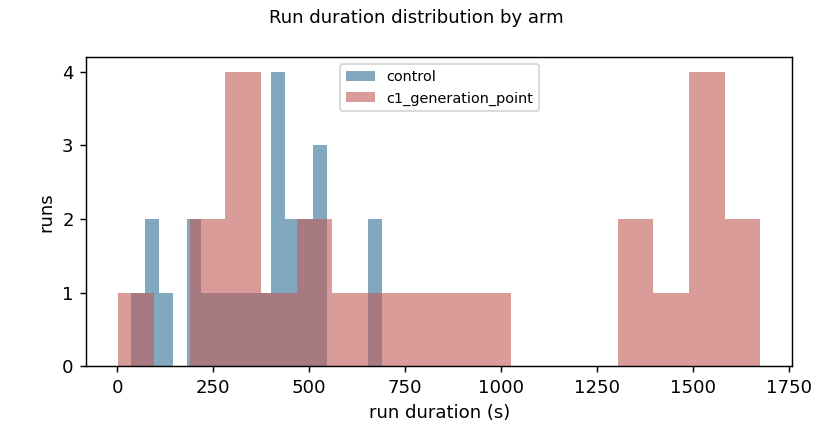 Run duration distribution by arm
control
c1_generation_point
4
3
2
1
0
runs
0 250 500 750 1000 1250 1500 1750
run duration (s)